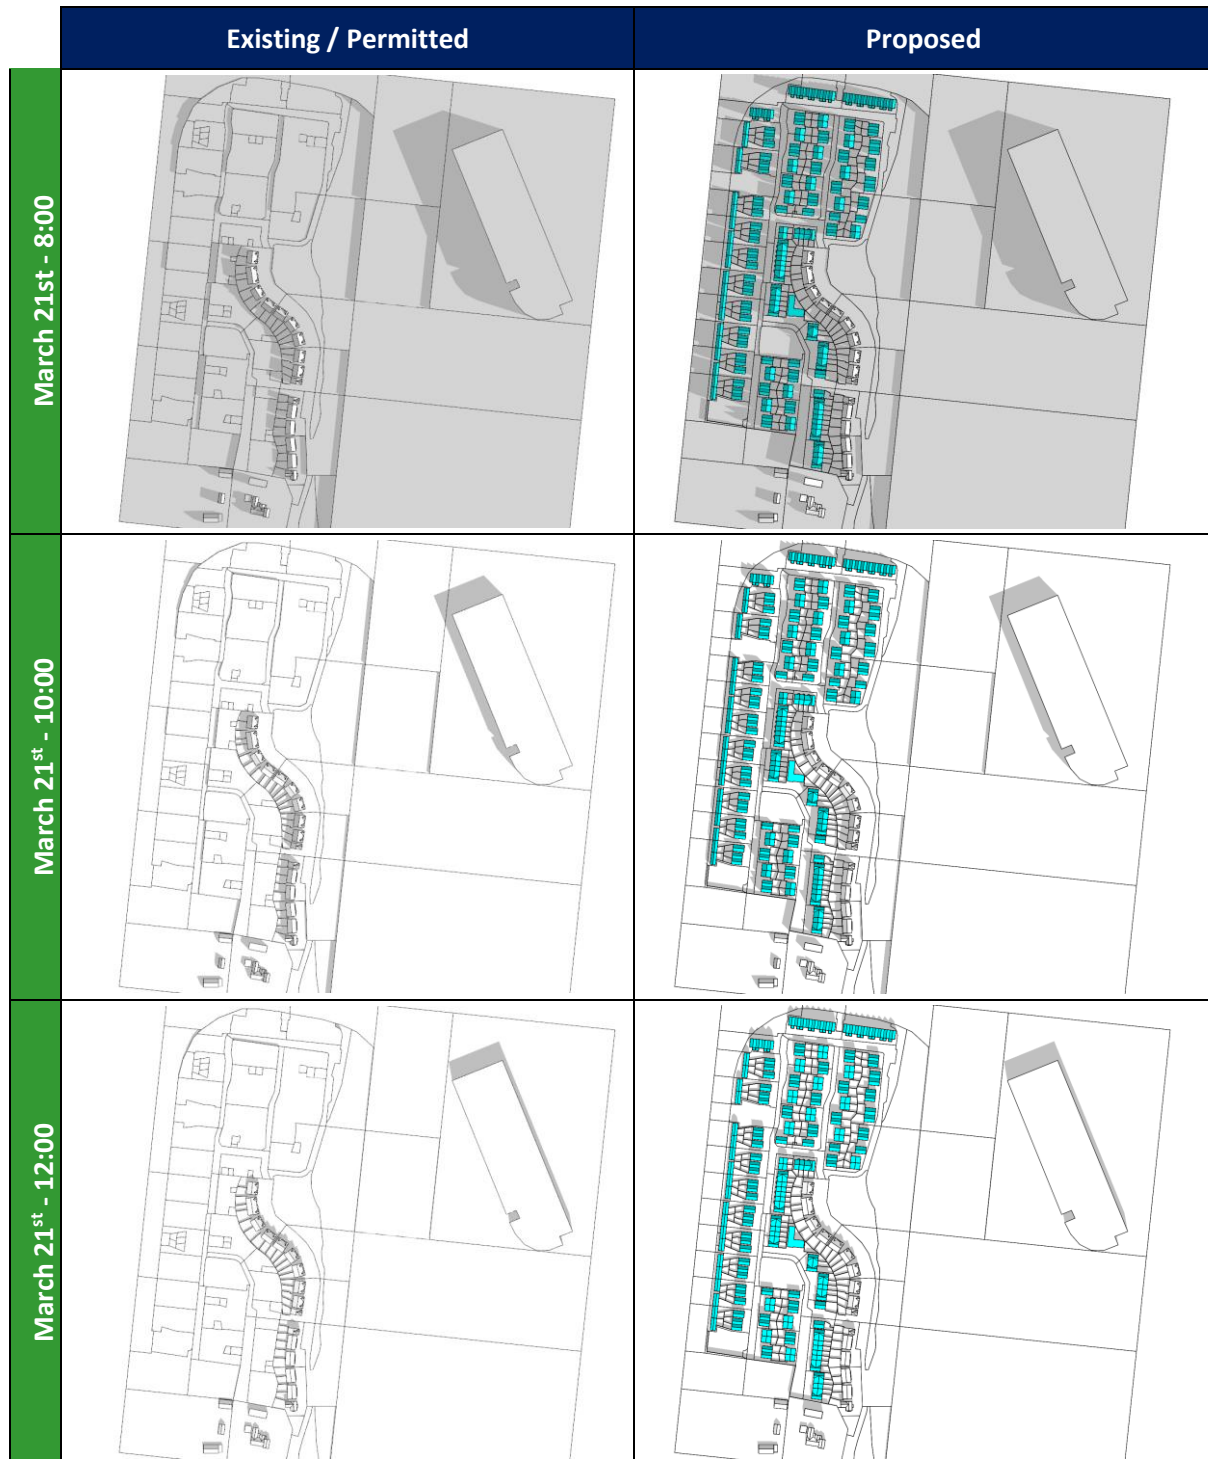 Existing / Permitted
Proposed
March 21st - 8:00
March 21st - 10:00
March 21st - 12:00